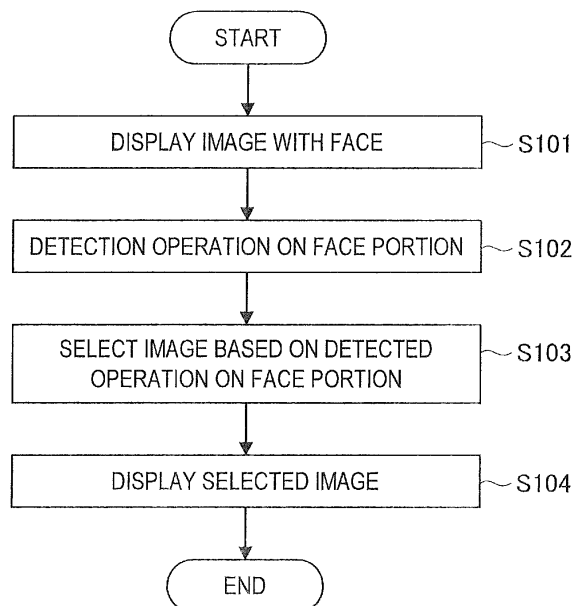 START
DISPLAY IMAGE WITH FACE
S101
DETECTION OPERATION ON FACE PORTION
S102
SELECT IMAGE BASED ON DETECTED
OPERATION ON FACE PORTION
S103
DISPLAY SELECTED IMAGE
S104
END